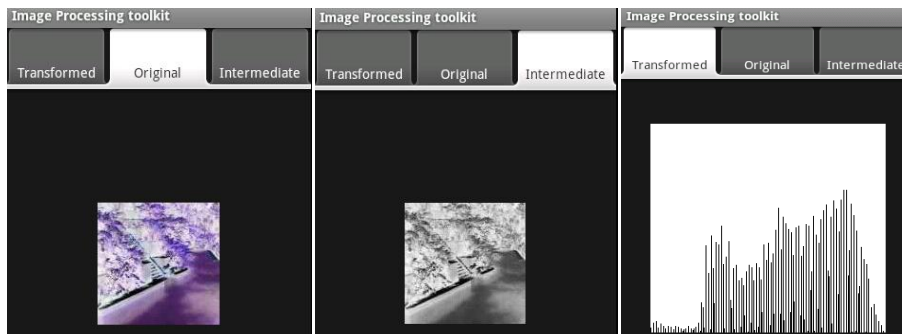 Image Processing toolkit
Transformed Original Intermediate
Image Processing toolkit
Transformed Original Intermediate
Image Processing toolkit
Transformed Original Intermediate